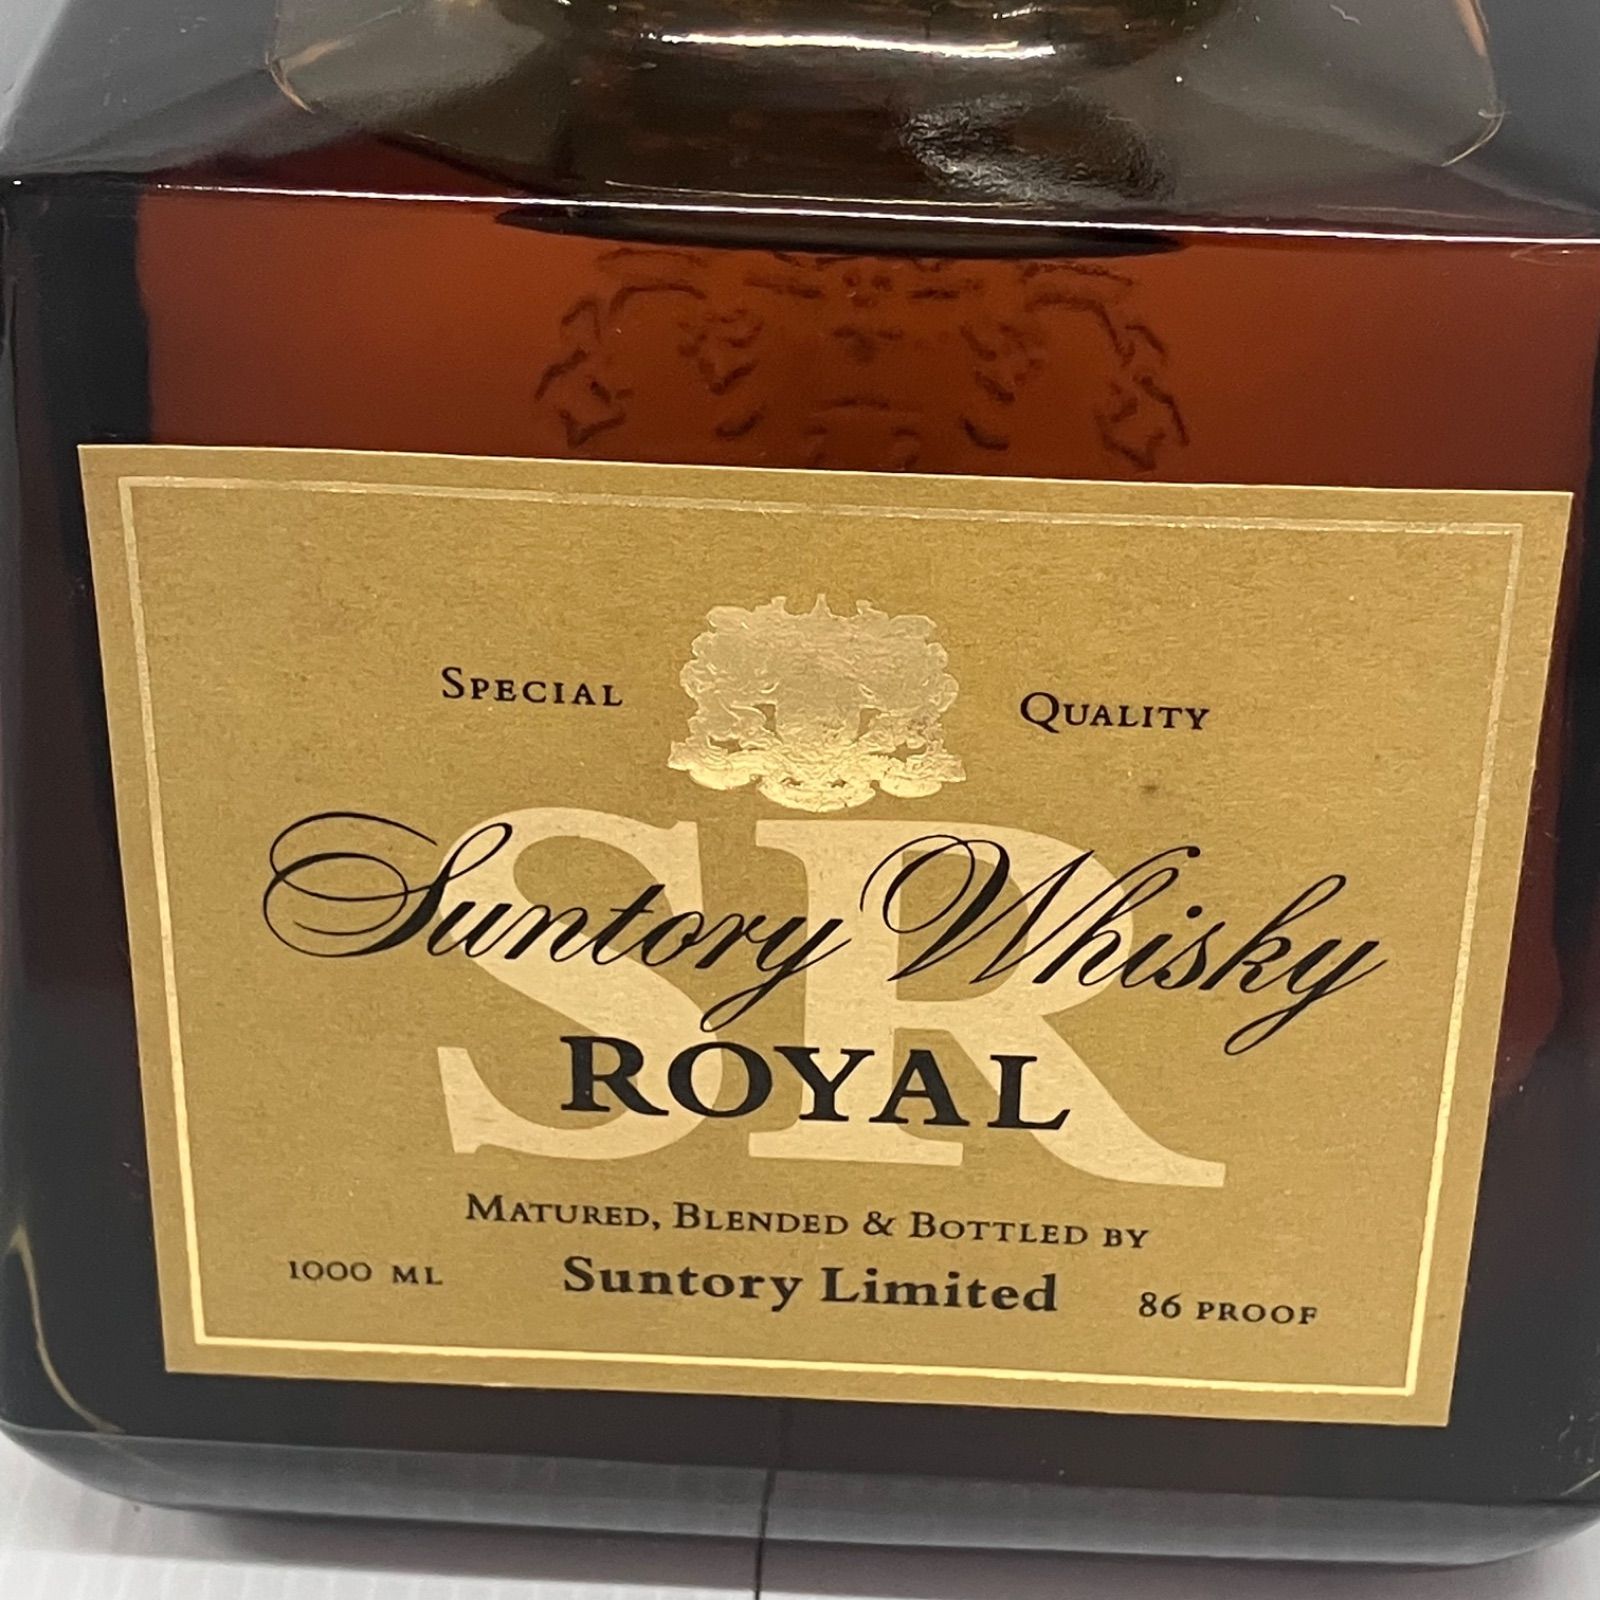 SPECIAL QUALITY
SR
Suntory Whisky
ROYAL
MATURED, BLENDED & BOTTLED BY
1000 ML Suntory Limited 86 PROOF